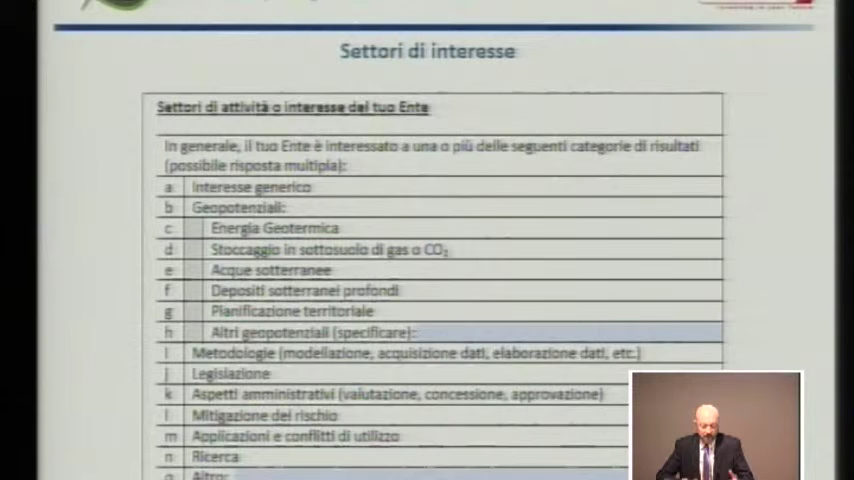 Settori di interesse
Settori di attività o interesse del tuo Ente
In generale, il tuo Ente è interessato a una o più delle seguenti categorie di risultati
(possibile risposta multipla):
a Interesse generico
b Geopotenziali:
c Energia Geotermica
d Stoccaggio in sottosuolo di gas o CO₂
e Acque sotterranee
f Depositi sotterranei profondi
g Pianificazione territoriale
h Altri geopotenziali (specificare):
i Metodologie (modellazione, acquisizione dati, elaborazione dati, etc.)
j Legislazione
k Aspetti amministrativi (valutazione, concessione, approvazione)
l Mitigazione del rischio
m Applicazioni e conflitti di utilizzo
n Ricerca
o Altro: